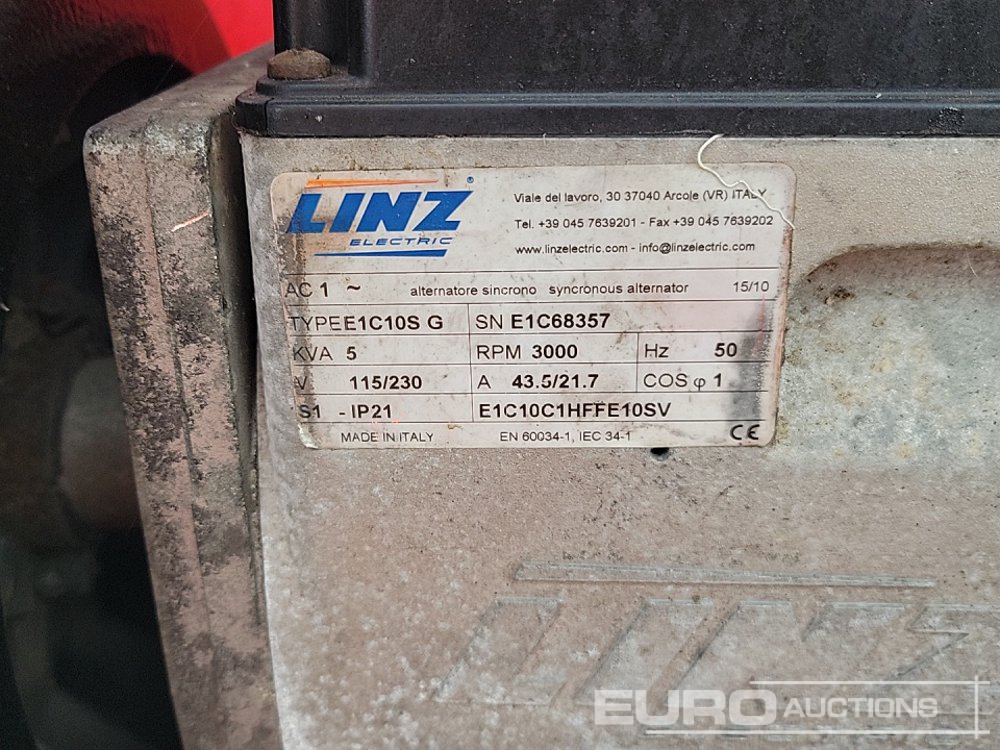 LINZ®
ELECTRIC
Viale del lavoro, 30 37040 Arcole (VR) ITALY
Tel. +39 045 7639201 - Fax +39 045 7639202
www.linzelectric.com - info@linzelectric.com
AC 1 ~ alternatore sincrono syncronous alternator 15/10
TYPE E1C10S G SN E1C68357
KVA 5 RPM 3000 Hz 50
V 115/230 A 43.5/21.7 COS φ 1
S1 - IP21 E1C10C1HFFE10SV
MADE IN ITALY EN 60034-1, IEC 34-1 CE
LINZ
EURO AUCTIONS